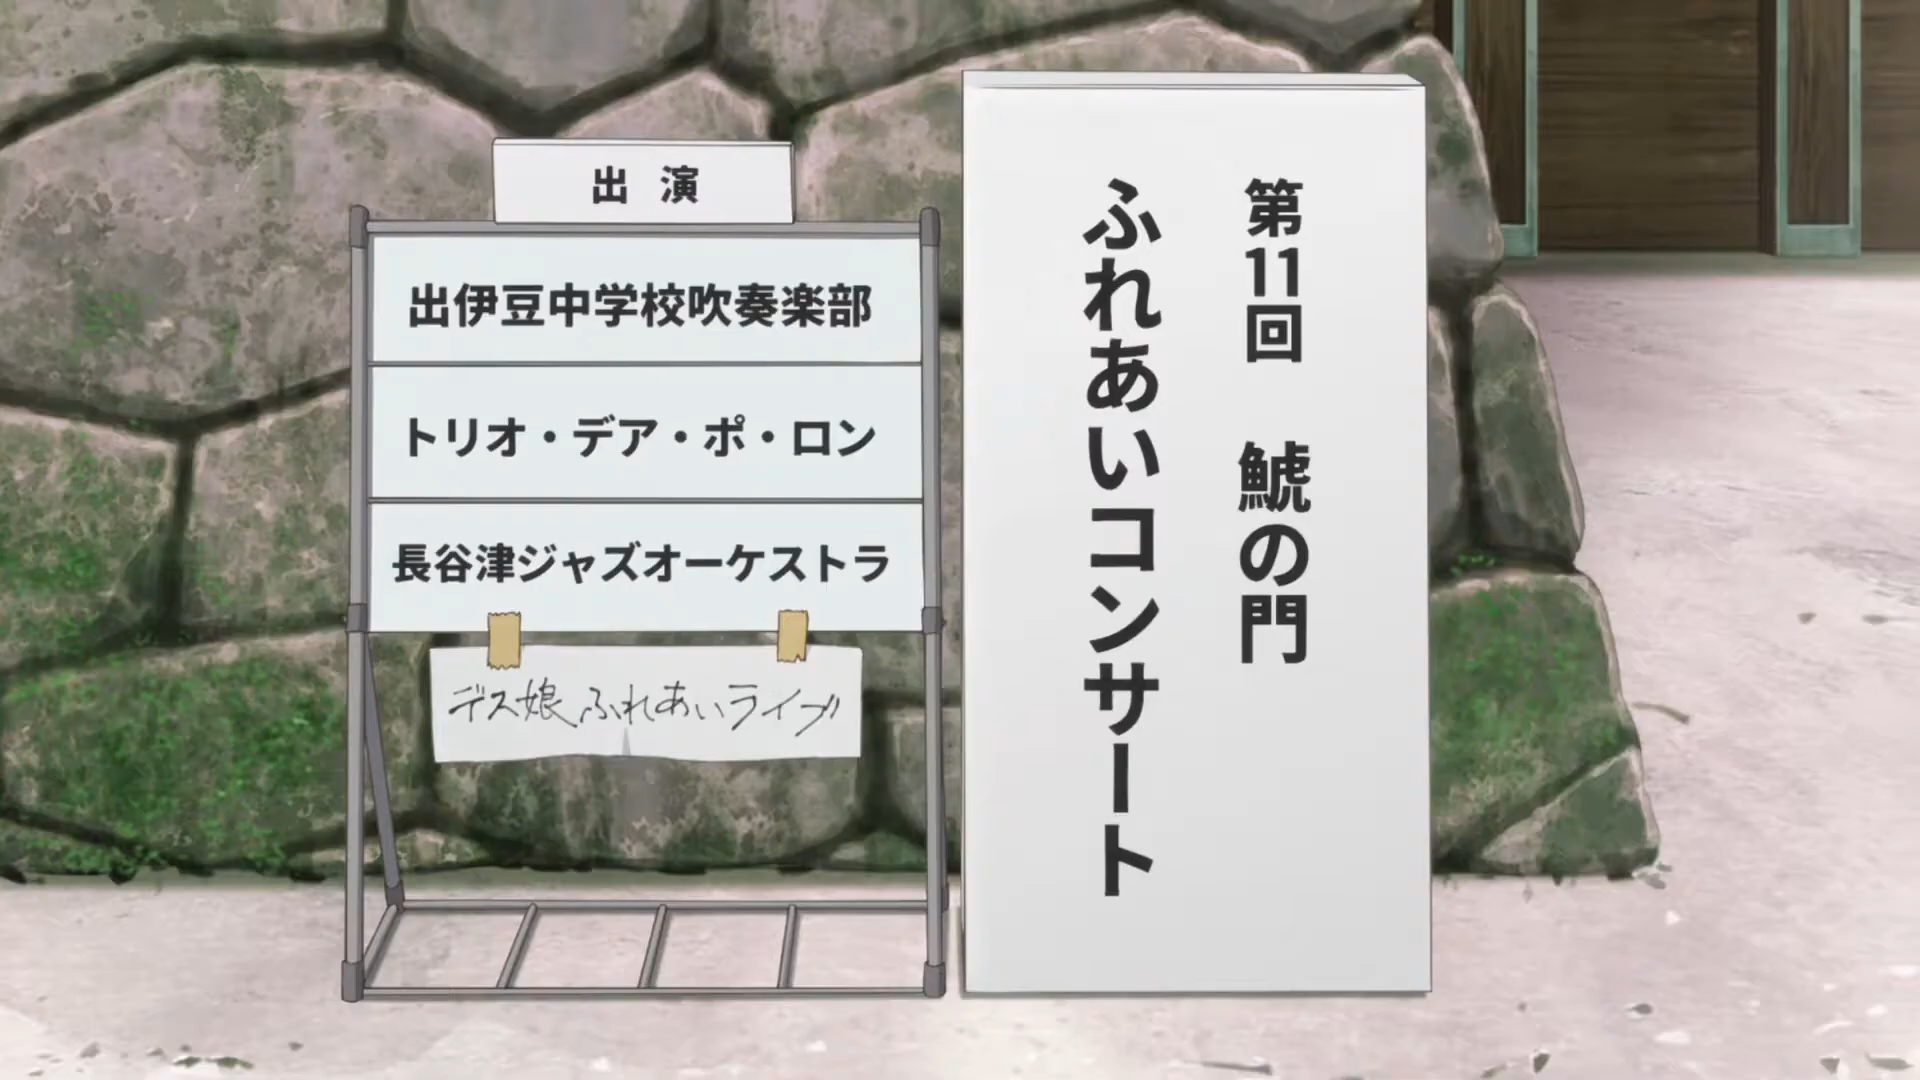 出演
出伊豆中学校吹奏楽部
トリオ・デア・ポ・ロン
長谷津ジャズオーケストラ
デス娘ふれあいライブ!
第11回 鯱の門
ふれあいコンサート